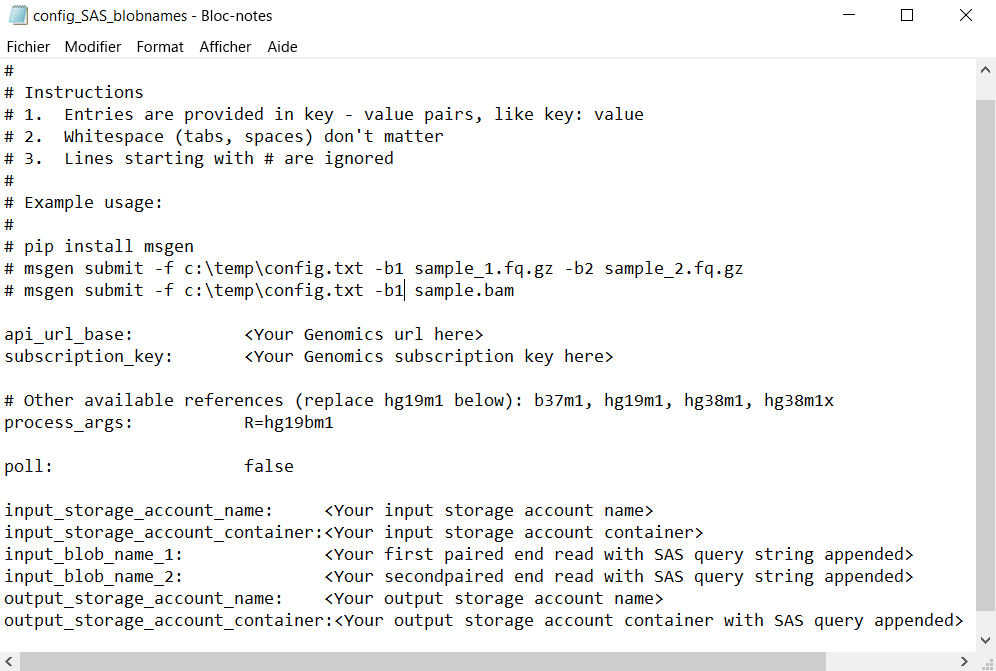 config_SAS_blobnames - Bloc-notes
Fichier Modifier Format Afficher Aide
#
# Instructions
# 1.  Entries are provided in key - value pairs, like key: value
# 2.  Whitespace (tabs, spaces) don't matter
# 3.  Lines starting with # are ignored
#
# Example usage:
#
# pip install msgen
# msgen submit -f c:\temp\config.txt -b1 sample_1.fq.gz -b2 sample_2.fq.gz
# msgen submit -f c:\temp\config.txt -b1 sample.bam
api_url_base:           <Your Genomics url here>
subscription_key:       <Your Genomics subscription key here>
# Other available references (replace hg19m1 below): b37m1, hg19m1, hg38m1, hg38m1x
process_args:           R=hg19bm1
poll:                   false
input_storage_account_name:     <Your input storage account name>
input_storage_account_container:<Your input storage account container>
input_blob_name_1:              <Your first paired end read with SAS query string appended>
input_blob_name_2:              <Your secondpaired end read with SAS query string appended>
output_storage_account_name:    <Your output storage account name>
output_storage_account_container:<Your output storage account container with SAS query appended>